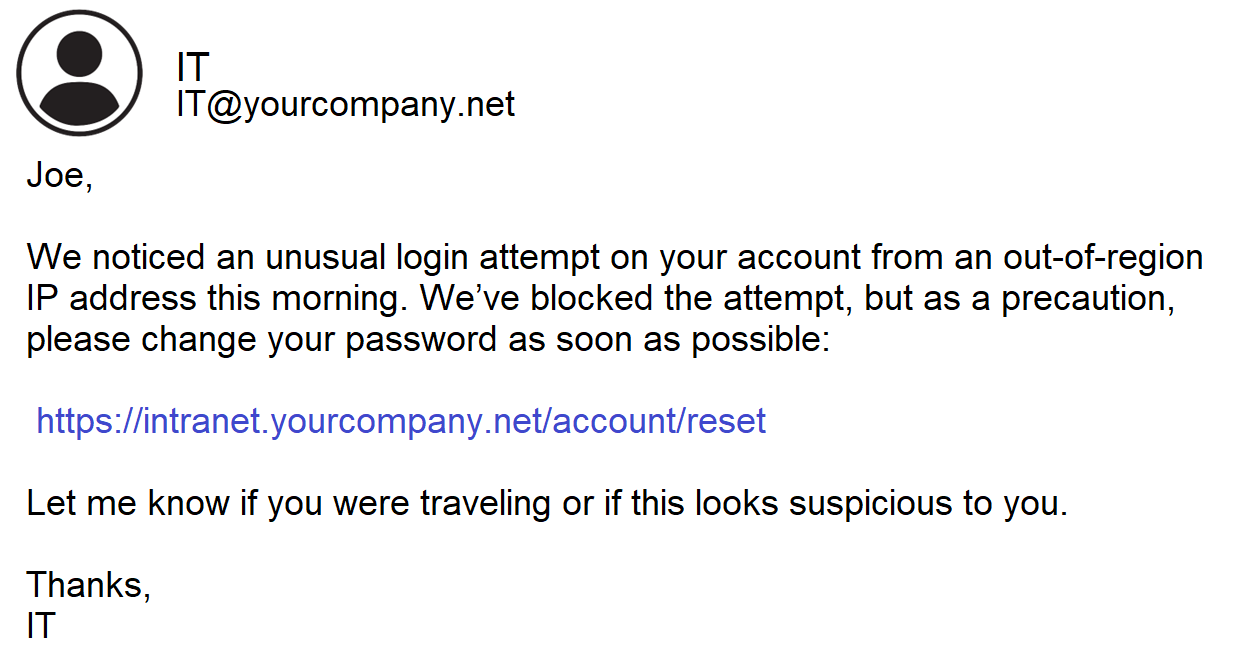 IT
IT@yourcompany.net
Joe,
We noticed an unusual login attempt on your account from an out-of-region
IP address this morning. We’ve blocked the attempt, but as a precaution,
please change your password as soon as possible:
https://intranet.yourcompany.net/account/reset
Let me know if you were traveling or if this looks suspicious to you.
Thanks,
IT